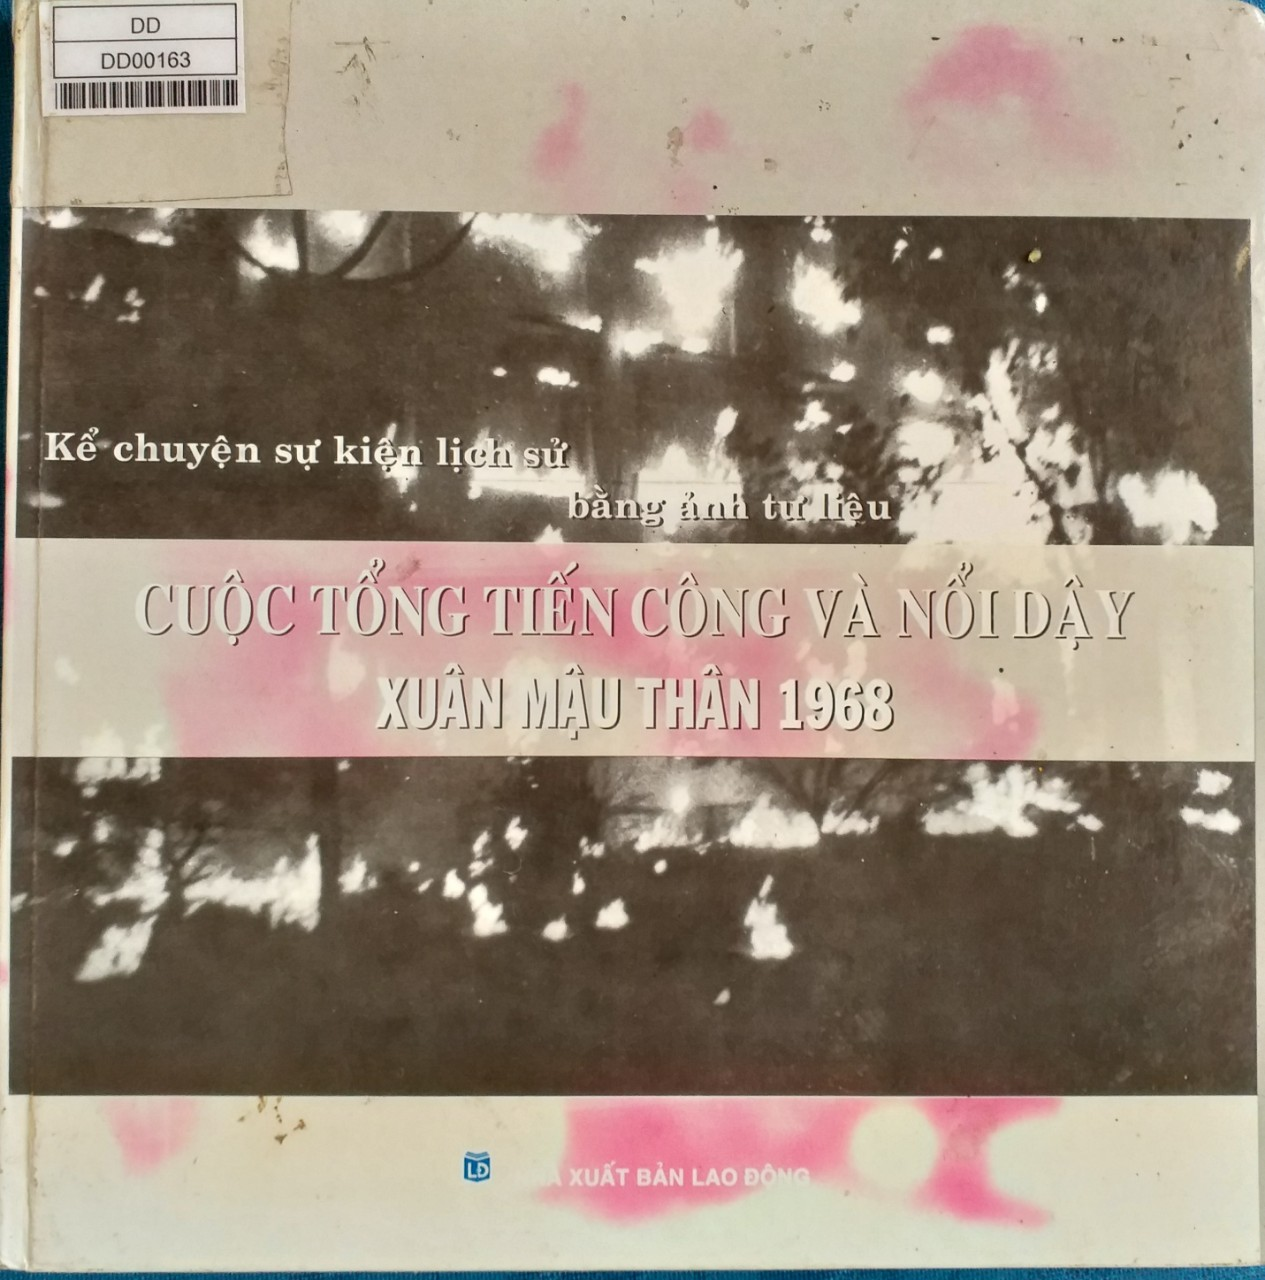 DD
DD00163
Kể chuyện sự kiện lịch sử
bằng ảnh tư liệu
CUỘC TỔNG TIẾN CÔNG VÀ NỔI DẬY
XUÂN MẬU THÂN 1968
LĐ NHÀ XUẤT BẢN LAO ĐỘNG